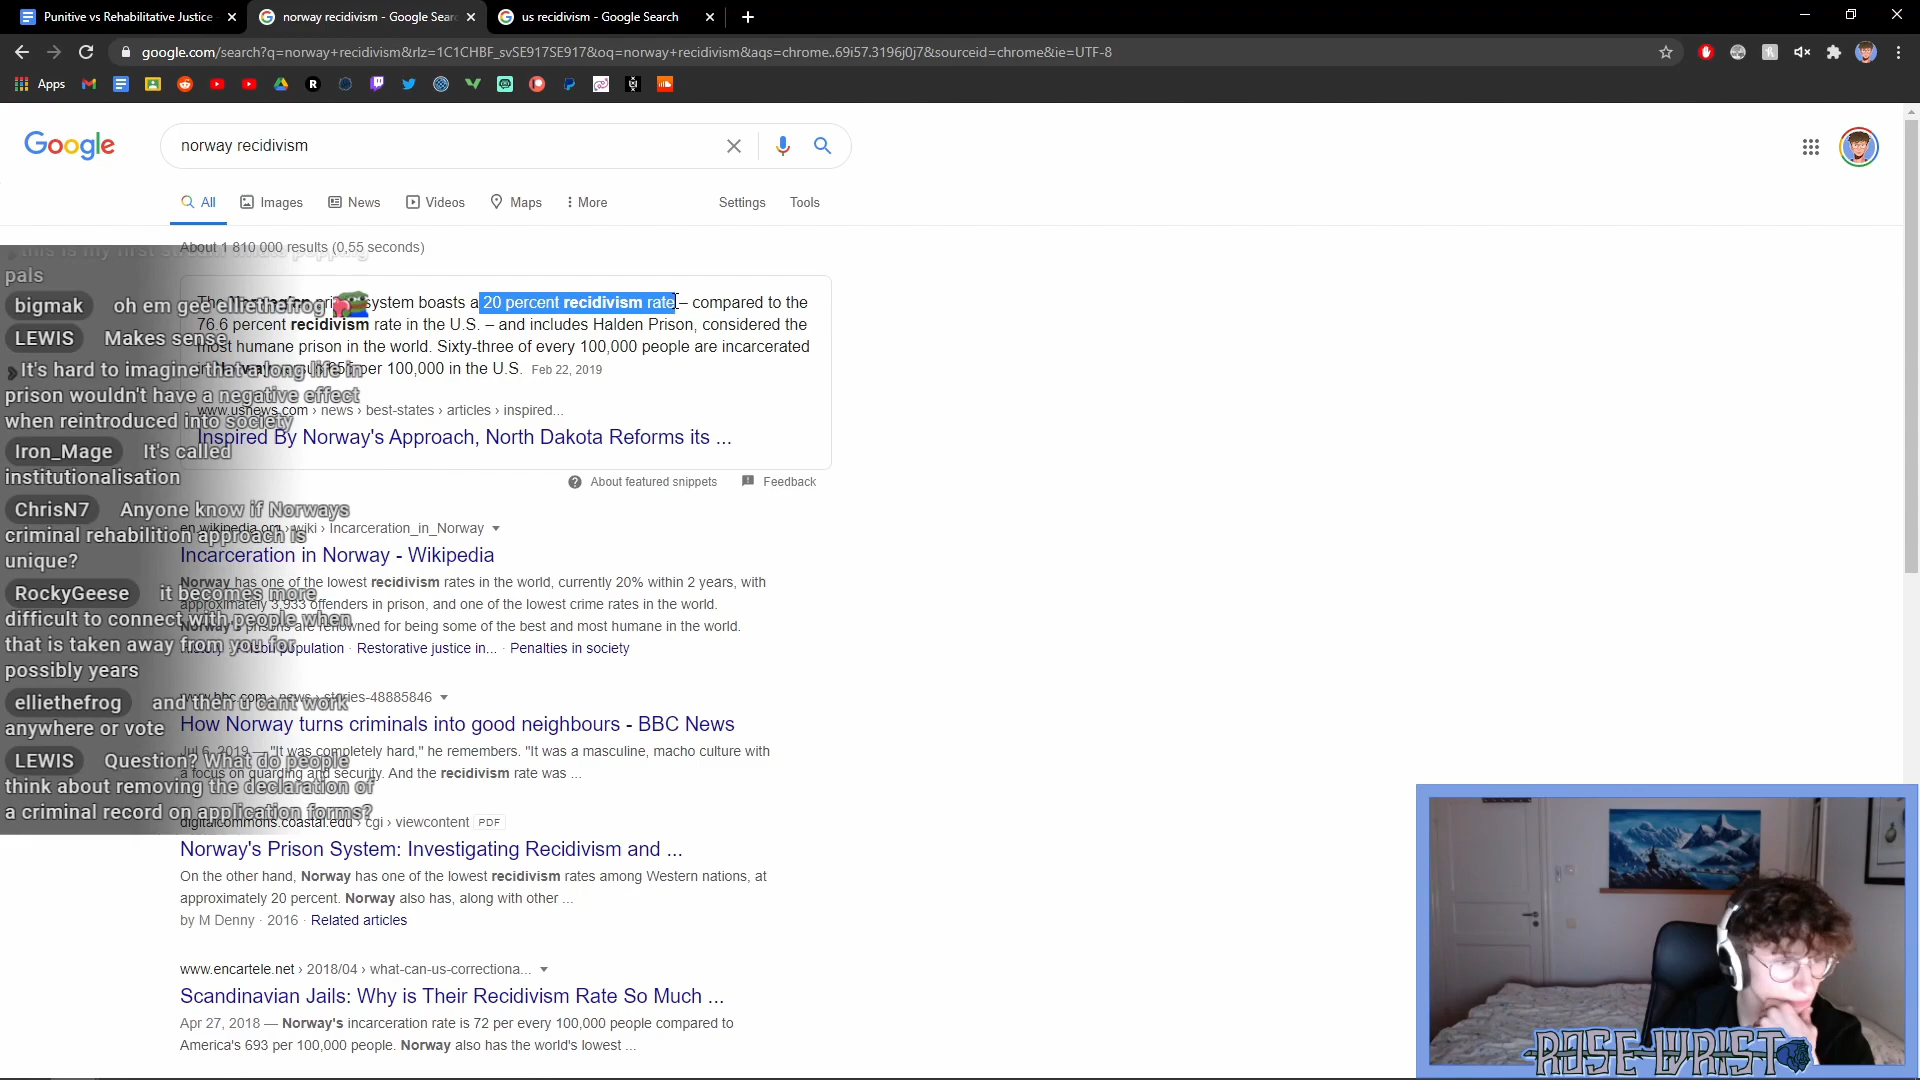 Punitive vs Rehabilitative Justice
norway recidivism - Google Sear
us recidivism - Google Search
google.com/search?q=norway+recidivism&rlz=1C1CHBF_svSE917SE917&oq=norway+recidivism&aqs=chrome..69i57.3196j0j7&sourceid=chrome&ie=UTF-8
Apps
Google
norway recidivism
All Images News Videos Maps More Settings Tools
About 1 810 000 results (0,55 seconds)
The Norwegian system boasts a 20 percent recidivism rate – compared to the
76.6 percent recidivism rate in the U.S. – and includes Halden Prison, considered the
most humane prison in the world. Sixty-three of every 100,000 people are incarcerated
per 100,000 in the U.S. Feb 22, 2019
www.usnews.com › news › best-states › articles › inspired...
Inspired By Norway's Approach, North Dakota Reforms its ...
About featured snippets Feedback
en.wikipedia.org › wiki › Incarceration_in_Norway
Incarceration in Norway - Wikipedia
Norway has one of the lowest recidivism rates in the world, currently 20% within 2 years, with
approximately 3,933 offenders in prison, and one of the lowest crime rates in the world.
Norway's prisons are renowned for being some of the best and most humane in the world.
population · Restorative justice in... · Penalties in society
www.bbc.com › news › stories-48885846
How Norway turns criminals into good neighbours - BBC News
Jul 6, 2019 — "It was completely hard," he remembers. "It was a masculine, macho culture with
a focus on guarding and security. And the recidivism rate was ...
digitalcommons.coastal.edu › cgi › viewcontent PDF
Norway's Prison System: Investigating Recidivism and ...
On the other hand, Norway has one of the lowest recidivism rates among Western nations, at
approximately 20 percent. Norway also has, along with other ...
by M Denny · 2016 · Related articles
www.encartele.net › 2018/04 › what-can-us-correctiona...
Scandinavian Jails: Why is Their Recidivism Rate So Much ...
Apr 27, 2018 — Norway's incarceration rate is 72 per every 100,000 people compared to
America's 693 per 100,000 people. Norway also has the world's lowest ...
this is my first stream
pals
bigmak oh em gee elliethefrog
LEWIS Makes sense
It's hard to imagine that a long life in
prison wouldn't have a negative effect
when reintroduced into society
Iron_Mage It's called
institutionalisation
ChrisN7 Anyone know if Norways
criminal rehabilition approach is
unique?
RockyGeese it becomes more
difficult to connect with people when
that is taken away from you for
possibly years
elliethefrog and then u cant work
anywhere or vote
LEWIS Question? What do people
think about removing the declaration of
a criminal record on application forms?
ROSE WRIST